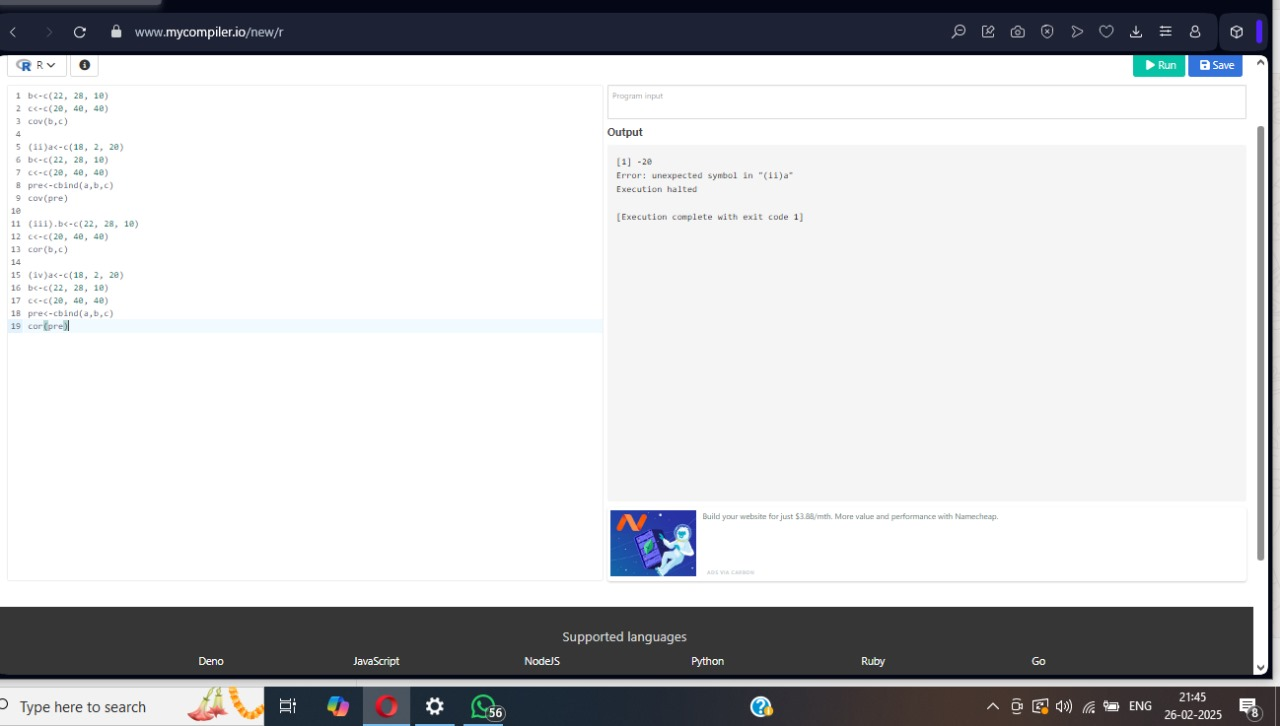 www.mycompiler.io/new/r
R
Run
Save
1 b<-c(22, 28, 10)
2 c<-c(20, 40, 40)
3 cov(b,c)
4
5 (ii)a<-c(18, 2, 20)
6 b<-c(22, 28, 10)
7 c<-c(20, 40, 40)
8 pre<-cbind(a,b,c)
9 cov(pre)
10
11 (iii).b<-c(22, 28, 10)
12 c<-c(20, 40, 40)
13 cor(b,c)
14
15 (iv)a<-c(18, 2, 20)
16 b<-c(22, 28, 10)
17 c<-c(20, 40, 40)
18 pre<-cbind(a,b,c)
19 cor(pre)
Program input
Output
[1] -20
Error: unexpected symbol in "(ii)a"
Execution halted
[Execution complete with exit code 1]
Build your website for just $3.88/mth. More value and performance with Namecheap.
ADS VIA CARBON
Supported languages
Deno JavaScript NodeJS Python Ruby Go
Type here to search
56
ENG
21:45
26-02-2025
8